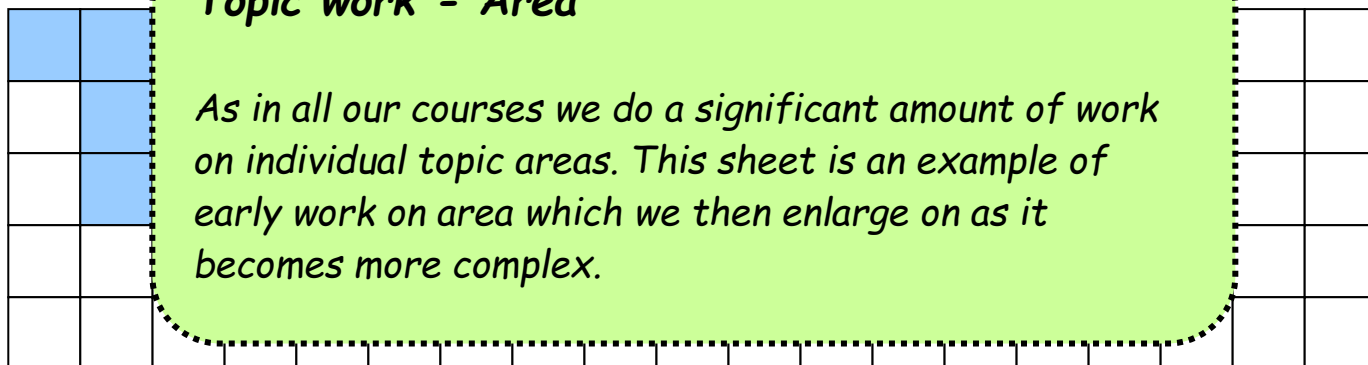 Topic work - Area
As in all our courses we do a significant amount of work
on individual topic areas. This sheet is an example of
early work on area which we then enlarge on as it
becomes more complex.